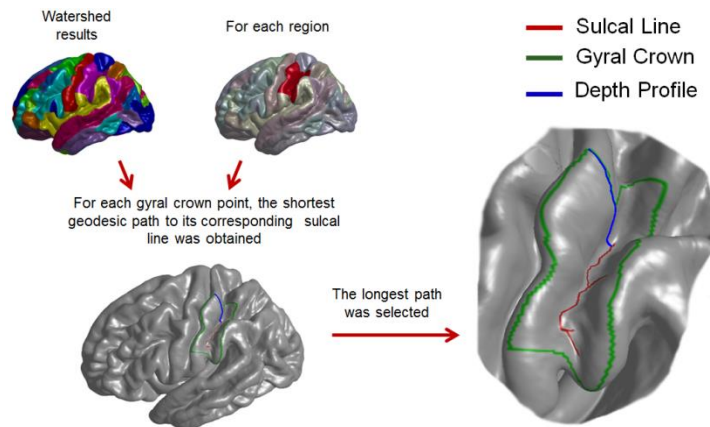 Watershed
results
For each region
For each gyral crown point, the shortest
geodesic path to its corresponding sulcal
line was obtained
The longest path
was selected
Sulcal Line
Gyral Crown
Depth Profile